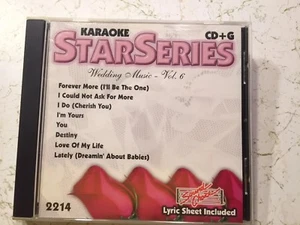 KARAOKE
CD+G
STARSERIES
Wedding Music - Vol. 6
Forever More (I'll Be The One)
I Could Not Ask For More
I Do (Cherish You)
I'm Yours
You
Destiny
Love Of My Life
Lately (Dreamin' About Babies)
2214
Lyric Sheet Included